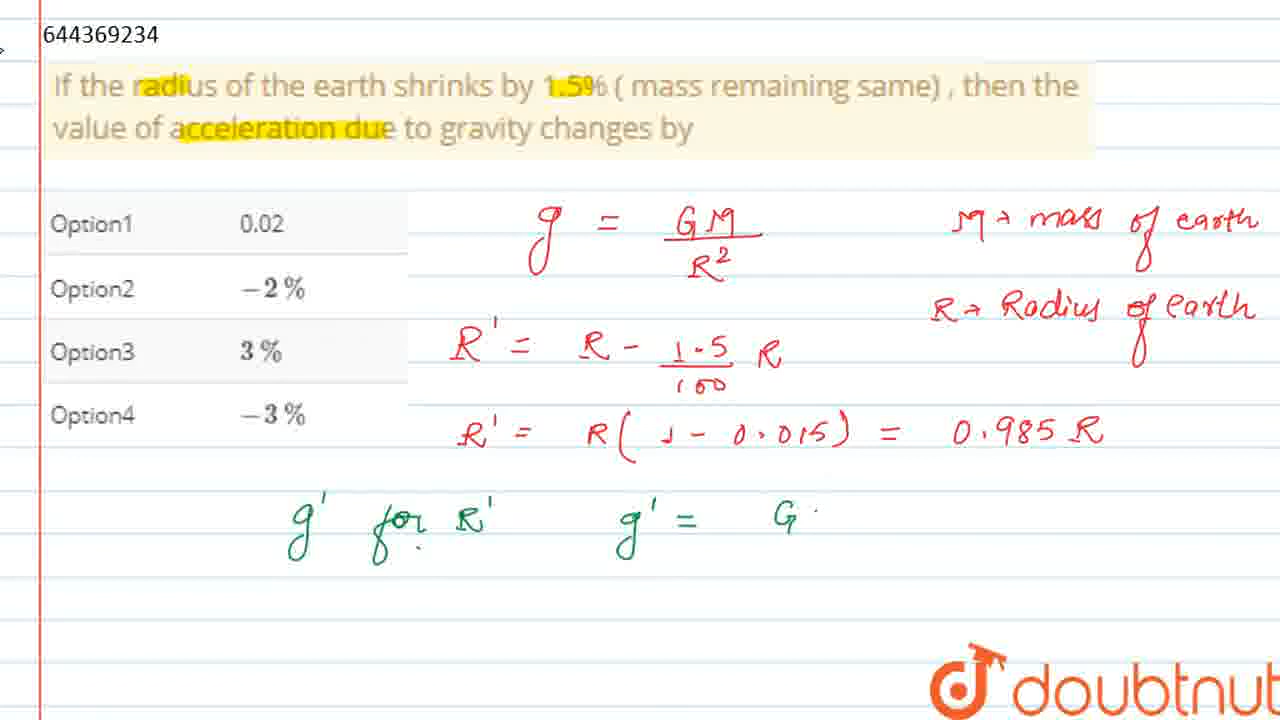 644369234
If the radius of the earth shrinks by 1.5% ( mass remaining same) , then the
value of acceleration due to gravity changes by
Option1 0.02
Option2 −2 %
Option3 3 %
Option4 −3 %
g = GM / R²
M → mass of earth
R → Radius of earth
R' = R - 1.5/100 R
R' = R( 1 - 0.015) = 0.985 R
g' for R' g' = G
doubtnut